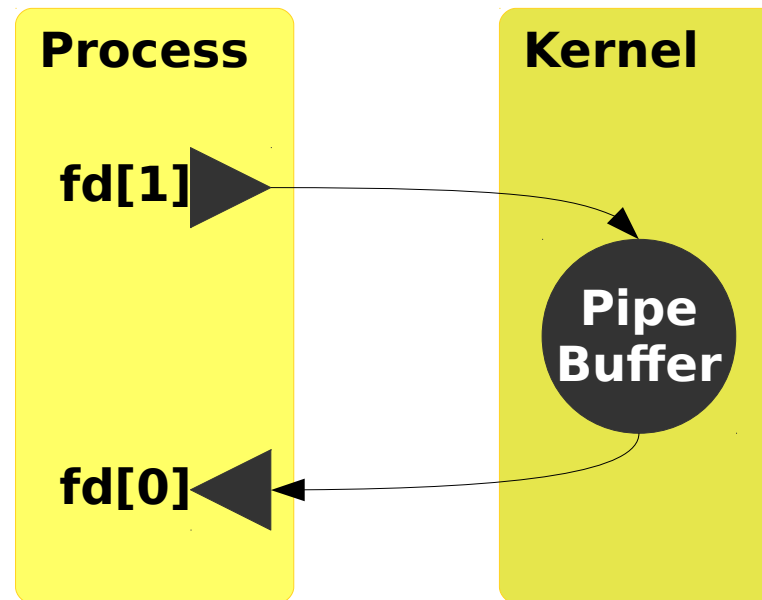 Process
Kernel
fd[1]
Pipe
Buffer
fd[0]